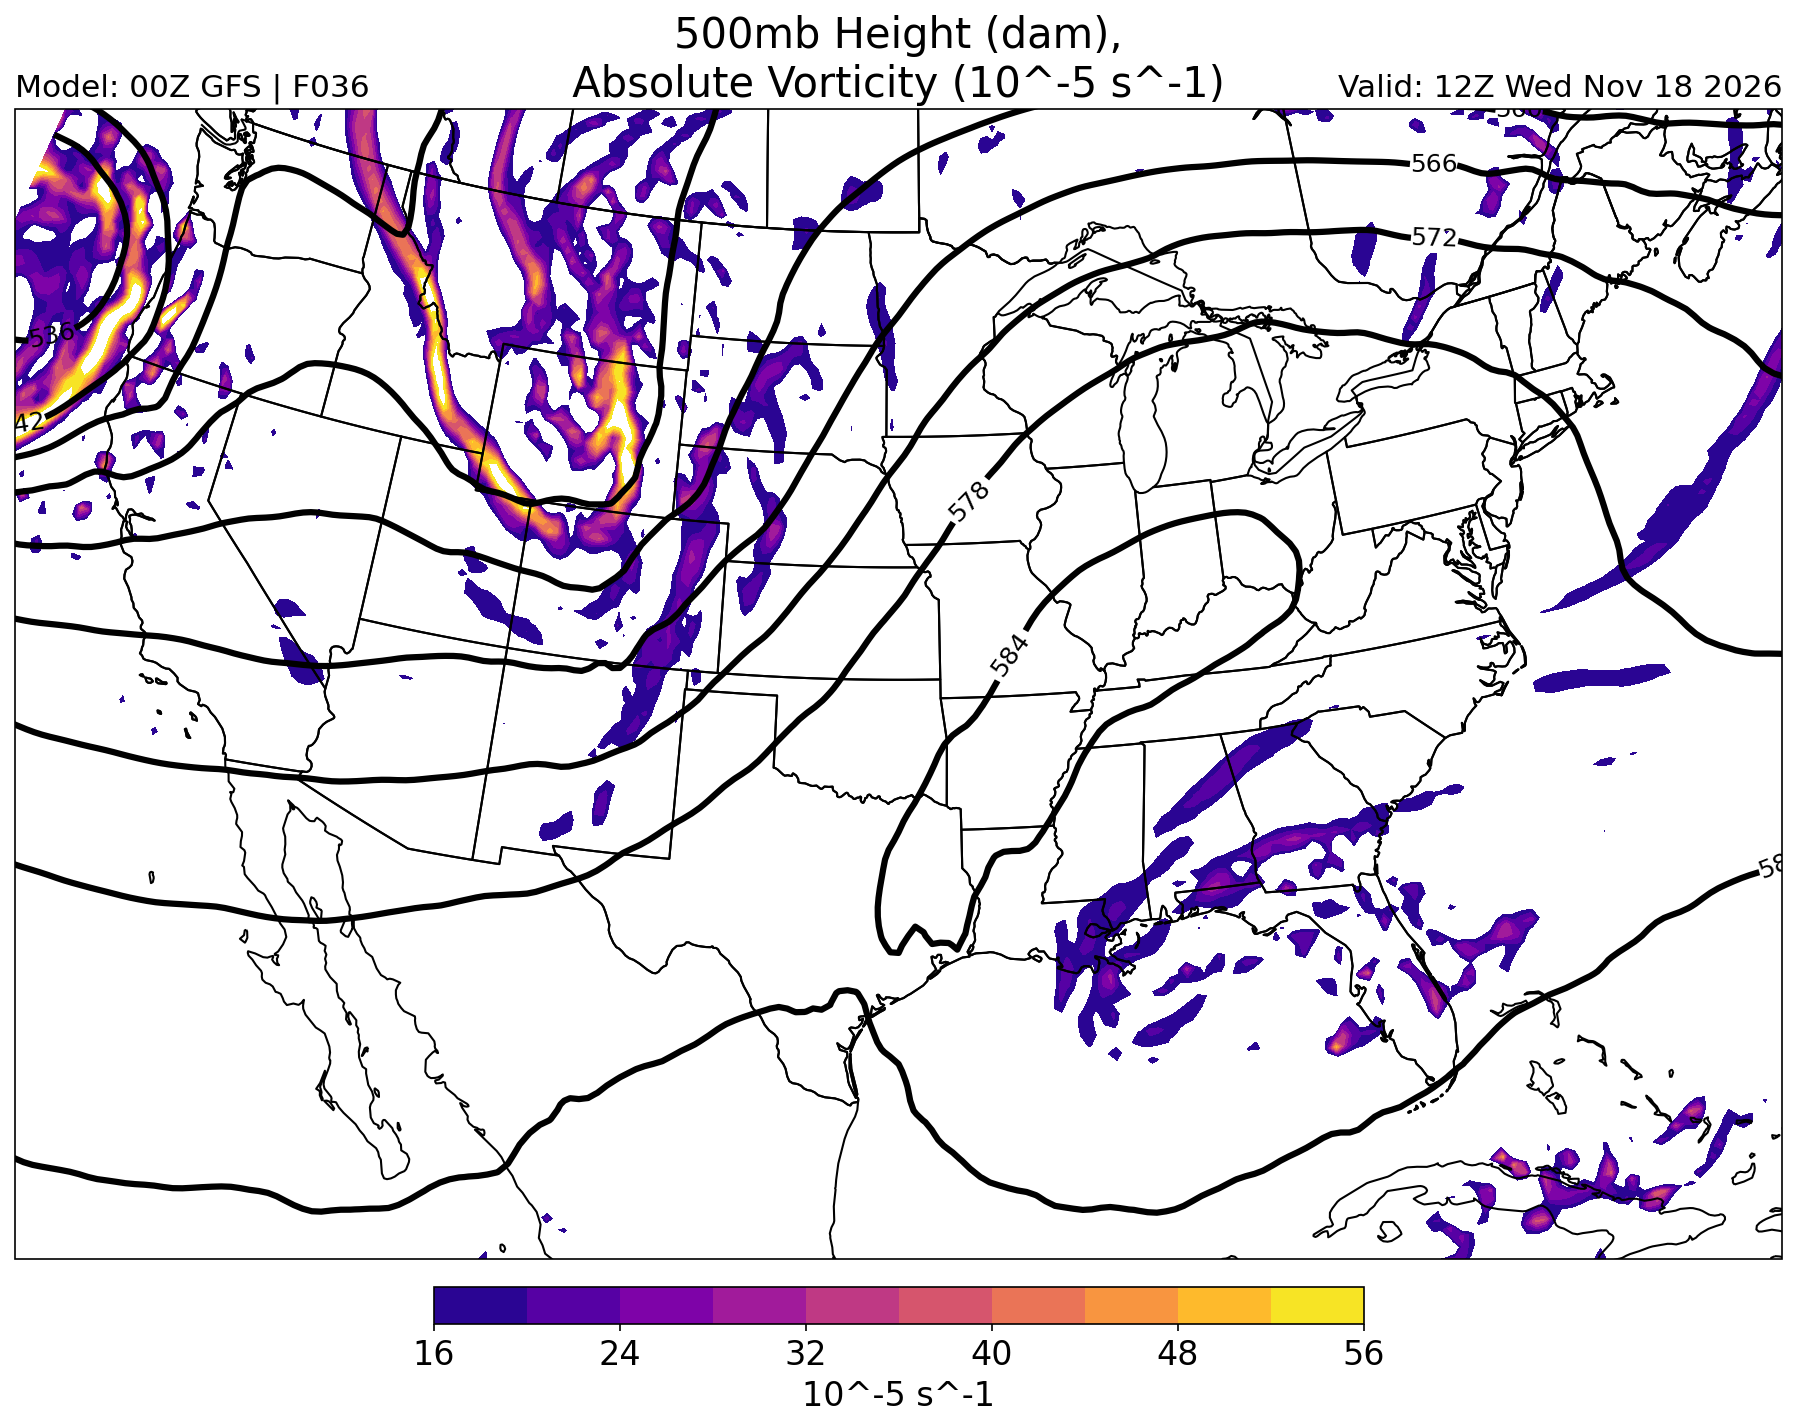 500mb Height (dam),
Absolute Vorticity (10^-5 s^-1)
Model: 00Z GFS | F036
Valid: 12Z Wed Nov 18 2026
566
572
536
42
578
584
58
16 24 32 40 48 56
10^-5 s^-1